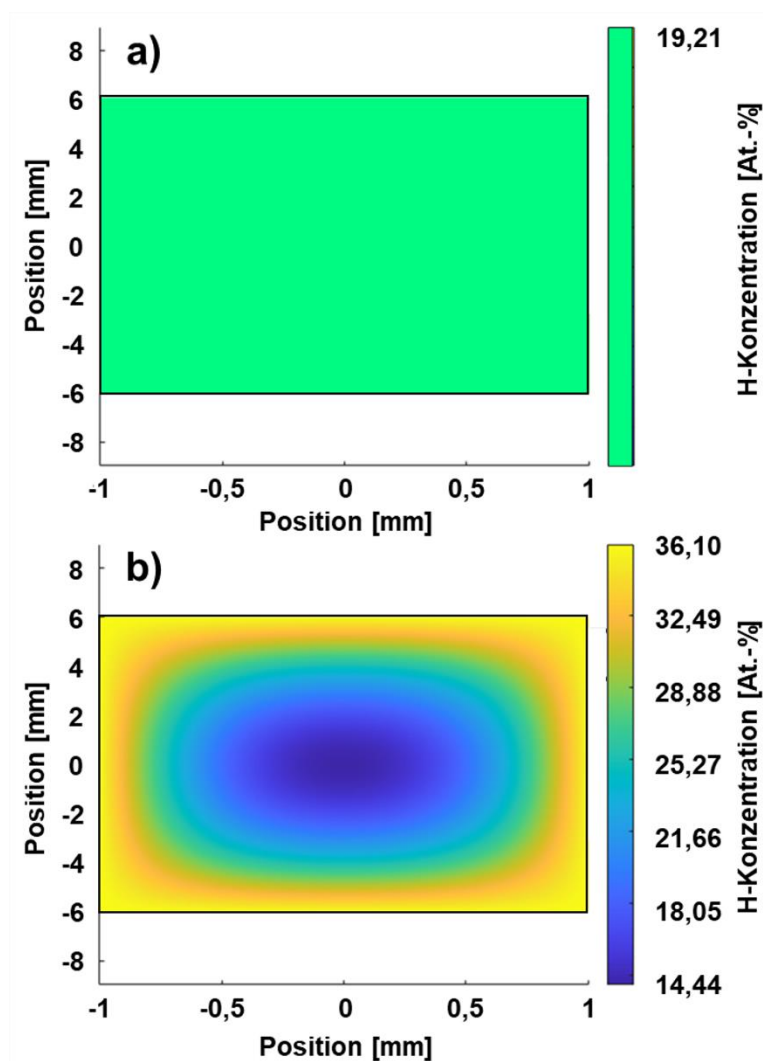 a)
8
6
4
2
0
-2
-4
-6
-8
Position [mm]
-1 -0,5 0 0,5 1
Position [mm]
19,21
H-Konzentration [At.-%]
b)
8
6
4
2
0
-2
-4
-6
-8
Position [mm]
-1 -0,5 0 0,5 1
Position [mm]
36,10
32,49
28,88
25,27
21,66
18,05
14,44
H-Konzentration [At.-%]